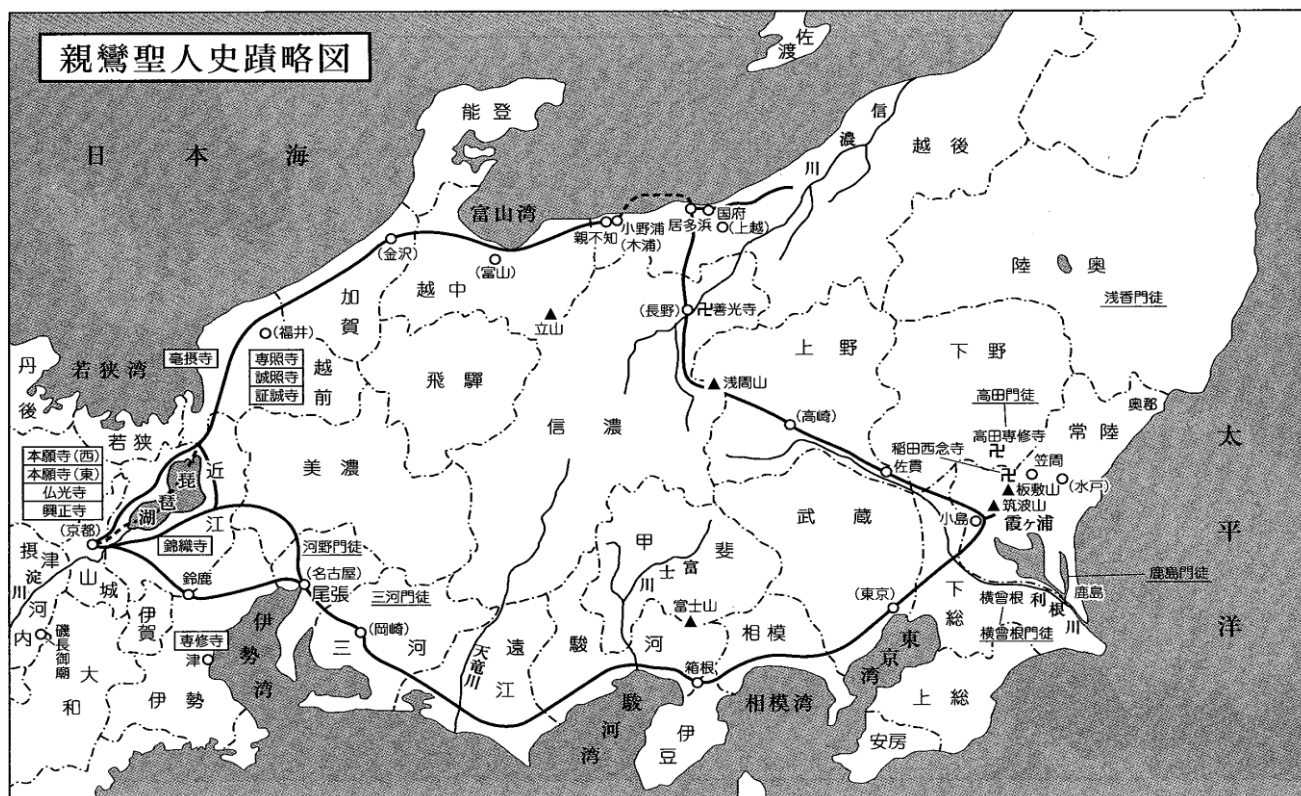 親鸞聖人史蹟略図
佐渡
能登
日本海
信濃川
越後
富山湾
親不知
小野浦
(木浦)
居多浜
国府
(上越)
(金沢)
(富山)
越中
加賀
立山
(長野)
卍善光寺
陸奥
浅香門徒
(福井)
毫摂寺
専照寺
誠照寺
証誠寺
越前
若狭湾
丹後
飛騨
上野
下野
浅間山
高田門徒
奥郡
常陸
(高崎)
高田専修寺
卍
稲田西念寺
卍
笠間
(水戸)
板敷山
筑波山
佐貫
小島
霞ヶ浦
太平洋
若狭
本願寺(西)
本願寺(東)
仏光寺
興正寺
(京都)
琵琶湖
近江
美濃
信濃
武蔵
甲斐
錦織寺
河野門徒
(名古屋)
尾張
三河門徒
摂津
淀川
山城
鈴鹿
河内
伊賀
富士川
富士山
(東京)
下総
横曾根
横曾根門徒
利根川
鹿島
鹿島門徒
磯長御廟
大和
専修寺
津
伊勢
伊勢湾
(岡崎)
三河
天竜川
遠江
駿河
箱根
相模
東京湾
駿河湾
伊豆
相模湾
上総
安房